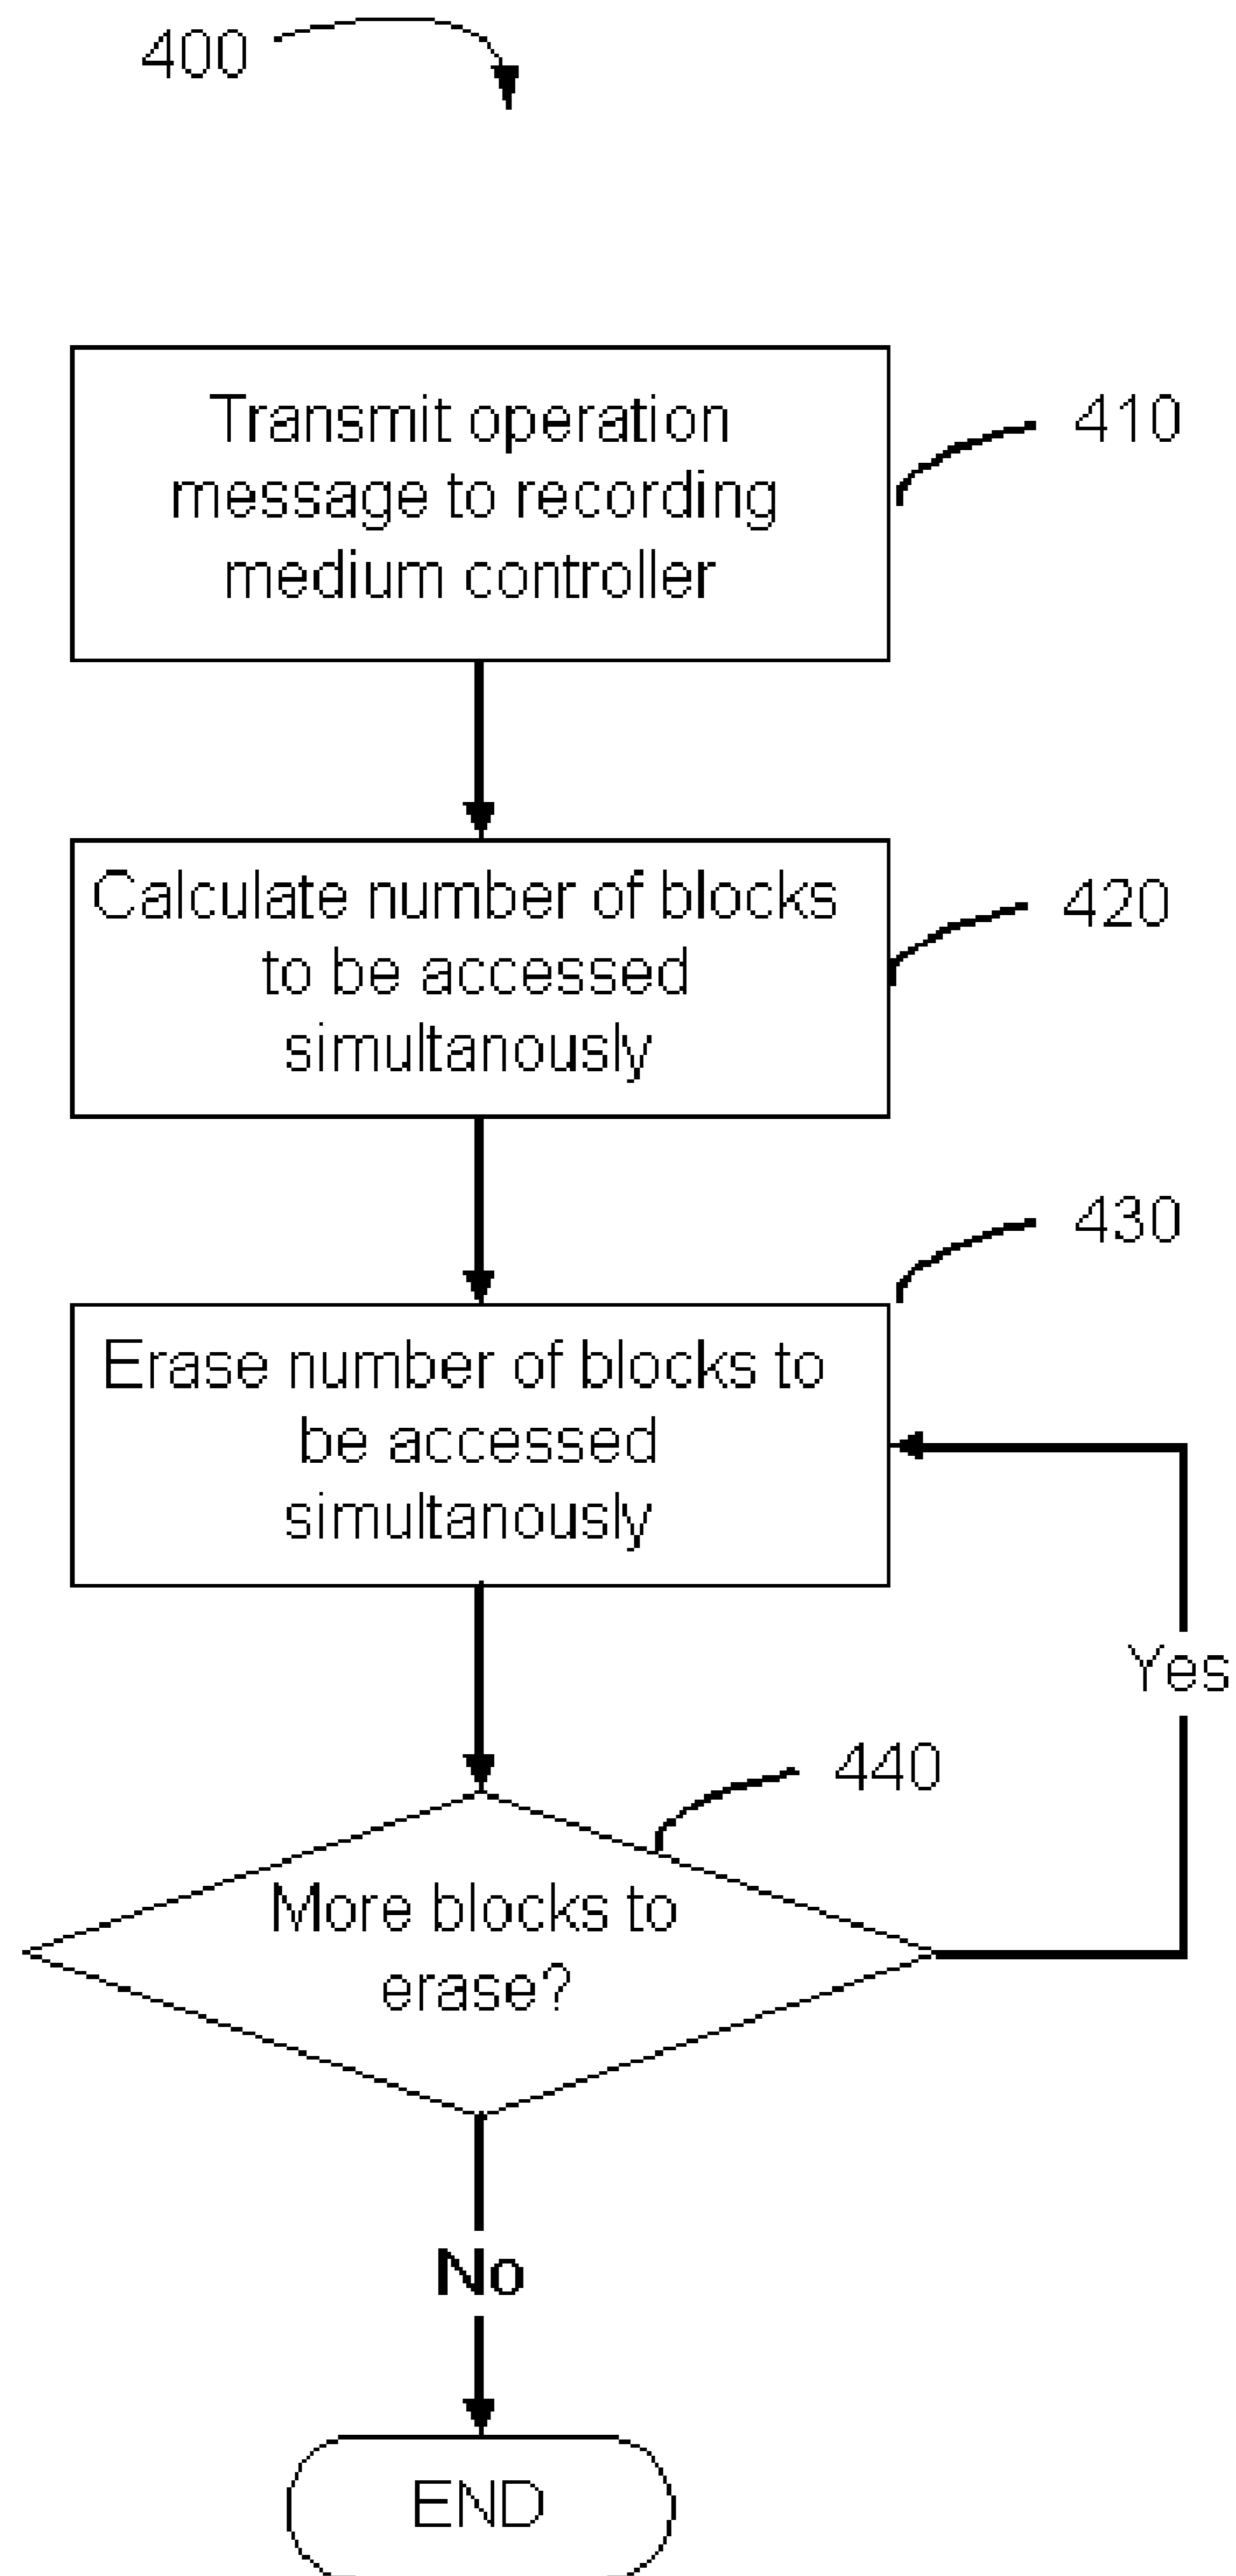 400
Transmit operation
message to recording
medium controller
410
Calculate number of blocks
to be accessed
simultanously
420
430
Erase number of blocks to
be accessed
simultanously
Yes
440
More blocks to
erase?
No
END